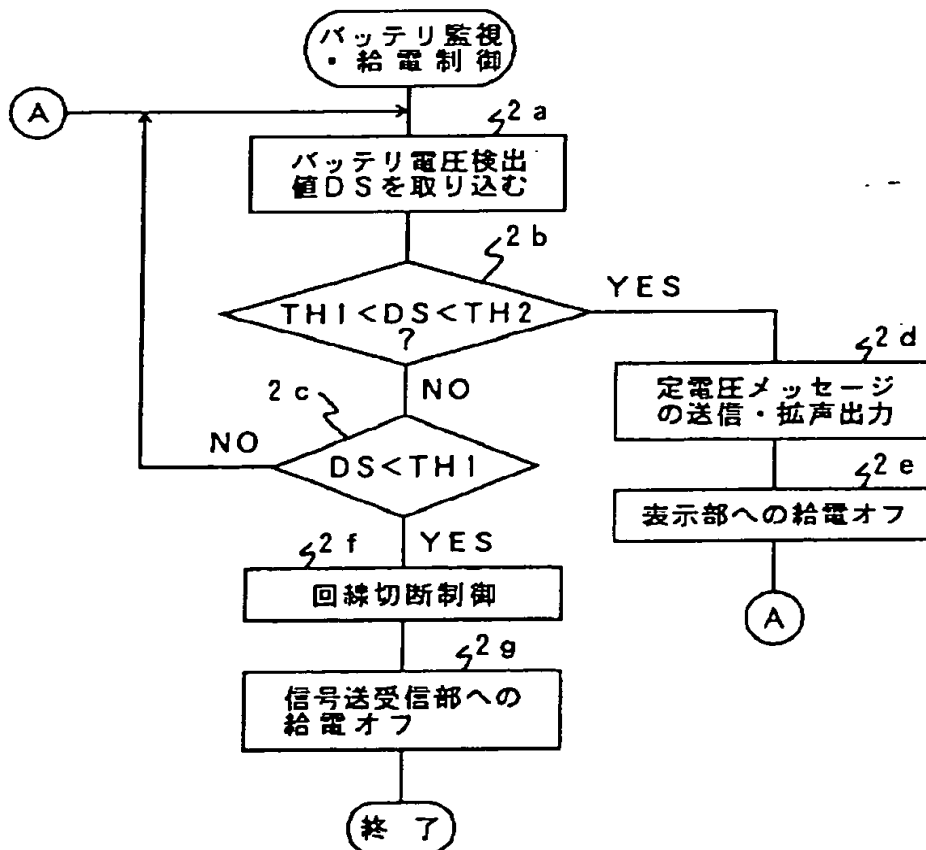 バッテリ監視
・給電制御
A
2a
バッテリ電圧検出
値DSを取り込む
2b
TH1<DS<TH2
?
YES
NO
2c
DS<TH1
NO
YES
2d
定電圧メッセージ
の送信・拡声出力
2e
表示部への給電オフ
A
2f
回線切断制御
2g
信号送受信部への
給電オフ
終了